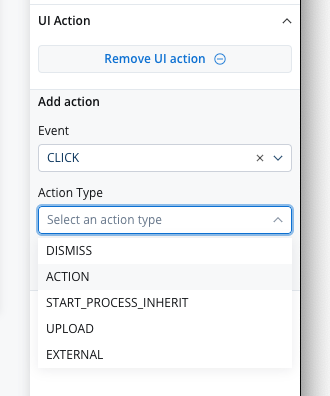 UI Action
Remove UI action
Add action
Event
CLICK
Action Type
Select an action type
DISMISS
ACTION
START_PROCESS_INHERIT
UPLOAD
EXTERNAL